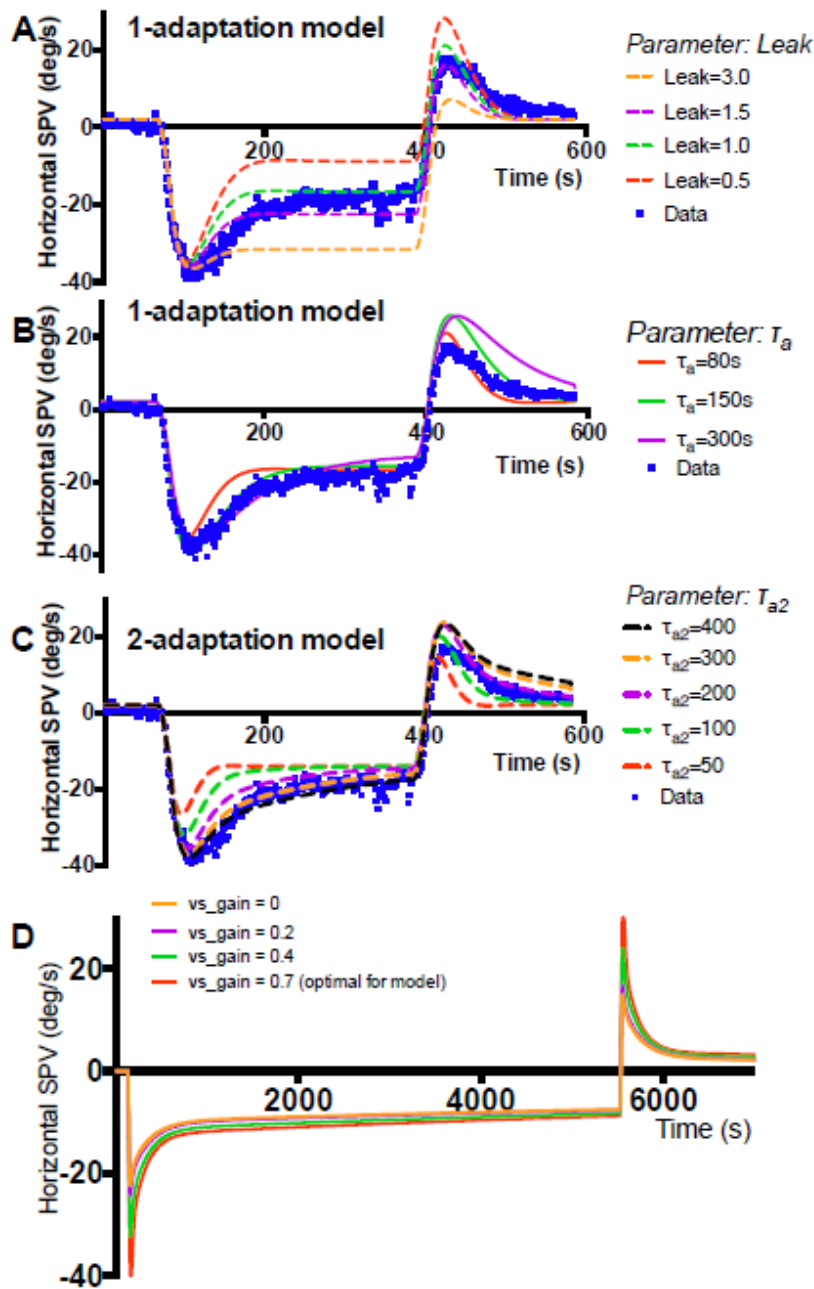 A
1-adaptation model
Horizontal SPV (deg/s)
20
0
-20
-40
200
400
600
Time (s)
Parameter: Leak
Leak=3.0
Leak=1.5
Leak=1.0
Leak=0.5
Data
B
1-adaptation model
Horizontal SPV (deg/s)
20
0
-20
-40
200
400
600
Time (s)
Parameter: τa
τa=80s
τa=150s
τa=300s
Data
C
2-adaptation model
Horizontal SPV (deg/s)
20
0
-20
-40
200
400
600
Time (s)
Parameter: τa2
τa2=400
τa2=300
τa2=200
τa2=100
τa2=50
Data
D
vs_gain = 0
vs_gain = 0.2
vs_gain = 0.4
vs_gain = 0.7 (optimal for model)
Horizontal SPV (deg/s)
20
0
-20
-40
2000
4000
6000
Time (s)